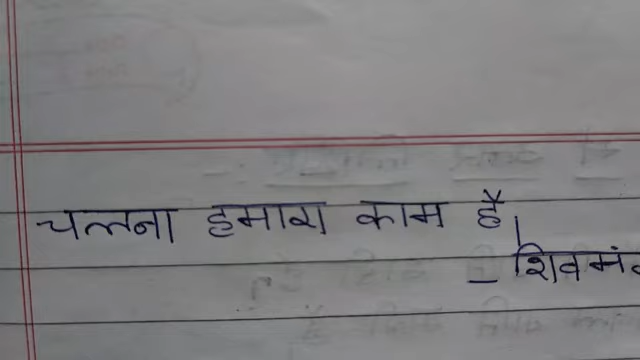 चलना हमारा काम है।
- शिवमं